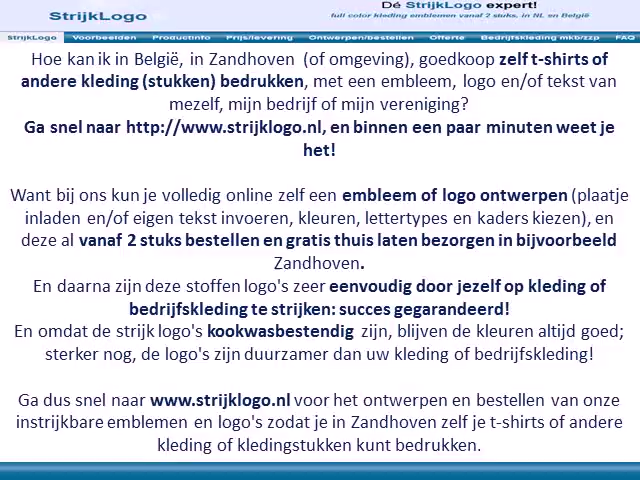 StrijkLogo
Dé StrijkLogo expert!
full color kleding emblemen vanaf 2 stuks. in NL en België
StrijkLogo Voorbeelden Productinfo Prijs/levering Ontwerpen/bestellen Offerte Bedrijfskleding mkb/zzp FAQ
Hoe kan ik in België, in Zandhoven (of omgeving), goedkoop zelf t-shirts of
andere kleding (stukken) bedrukken, met een embleem, logo en/of tekst van
mezelf, mijn bedrijf of mijn vereniging?
Ga snel naar http://www.strijklogo.nl, en binnen een paar minuten weet je
het!
Want bij ons kun je volledig online zelf een embleem of logo ontwerpen (plaatje
inladen en/of eigen tekst invoeren, kleuren, lettertypes en kaders kiezen), en
deze al vanaf 2 stuks bestellen en gratis thuis laten bezorgen in bijvoorbeeld
Zandhoven.
En daarna zijn deze stoffen logo's zeer eenvoudig door jezelf op kleding of
bedrijfskleding te strijken: succes gegarandeerd!
En omdat de strijk logo's kookwasbestendig zijn, blijven de kleuren altijd goed;
sterker nog, de logo's zijn duurzamer dan uw kleding of bedrijfskleding!
Ga dus snel naar www.strijklogo.nl voor het ontwerpen en bestellen van onze
instrijkbare emblemen en logo's zodat je in Zandhoven zelf je t-shirts of andere
kleding of kledingstukken kunt bedrukken.